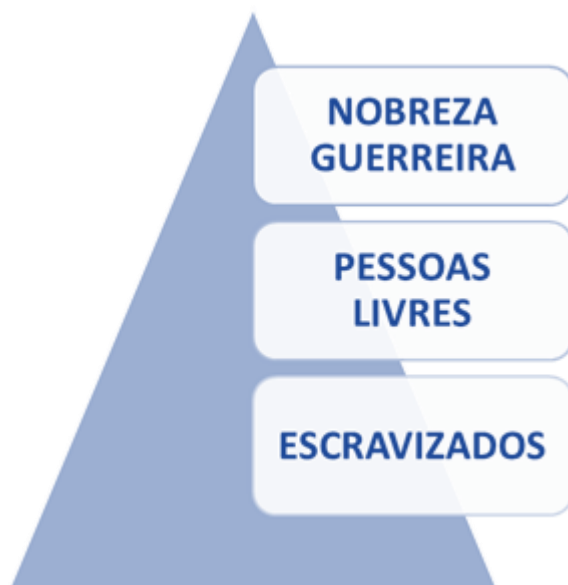 NOBREZA
GUERREIRA
PESSOAS
LIVRES
ESCRAVIZADOS